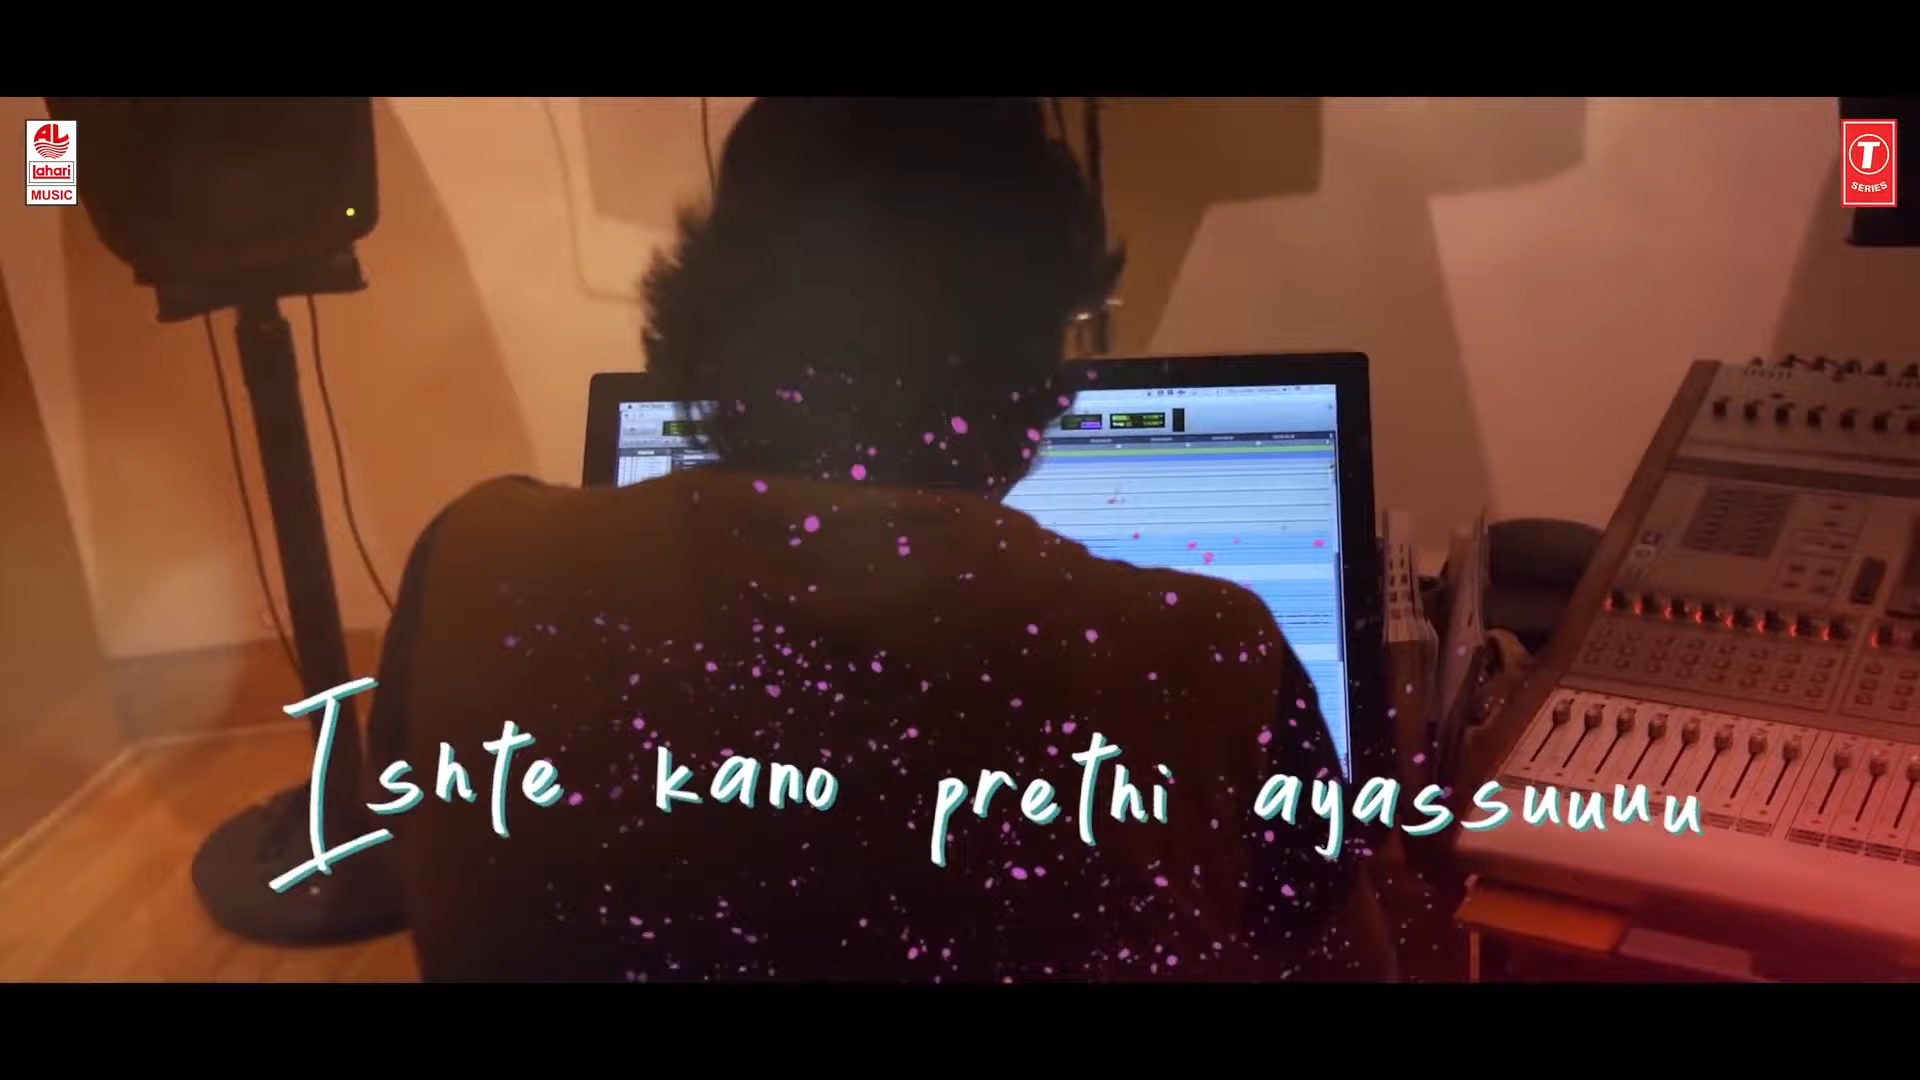 AL
Lahari
MUSIC
T
SERIES
Ishte kano prethi ayassuuuu